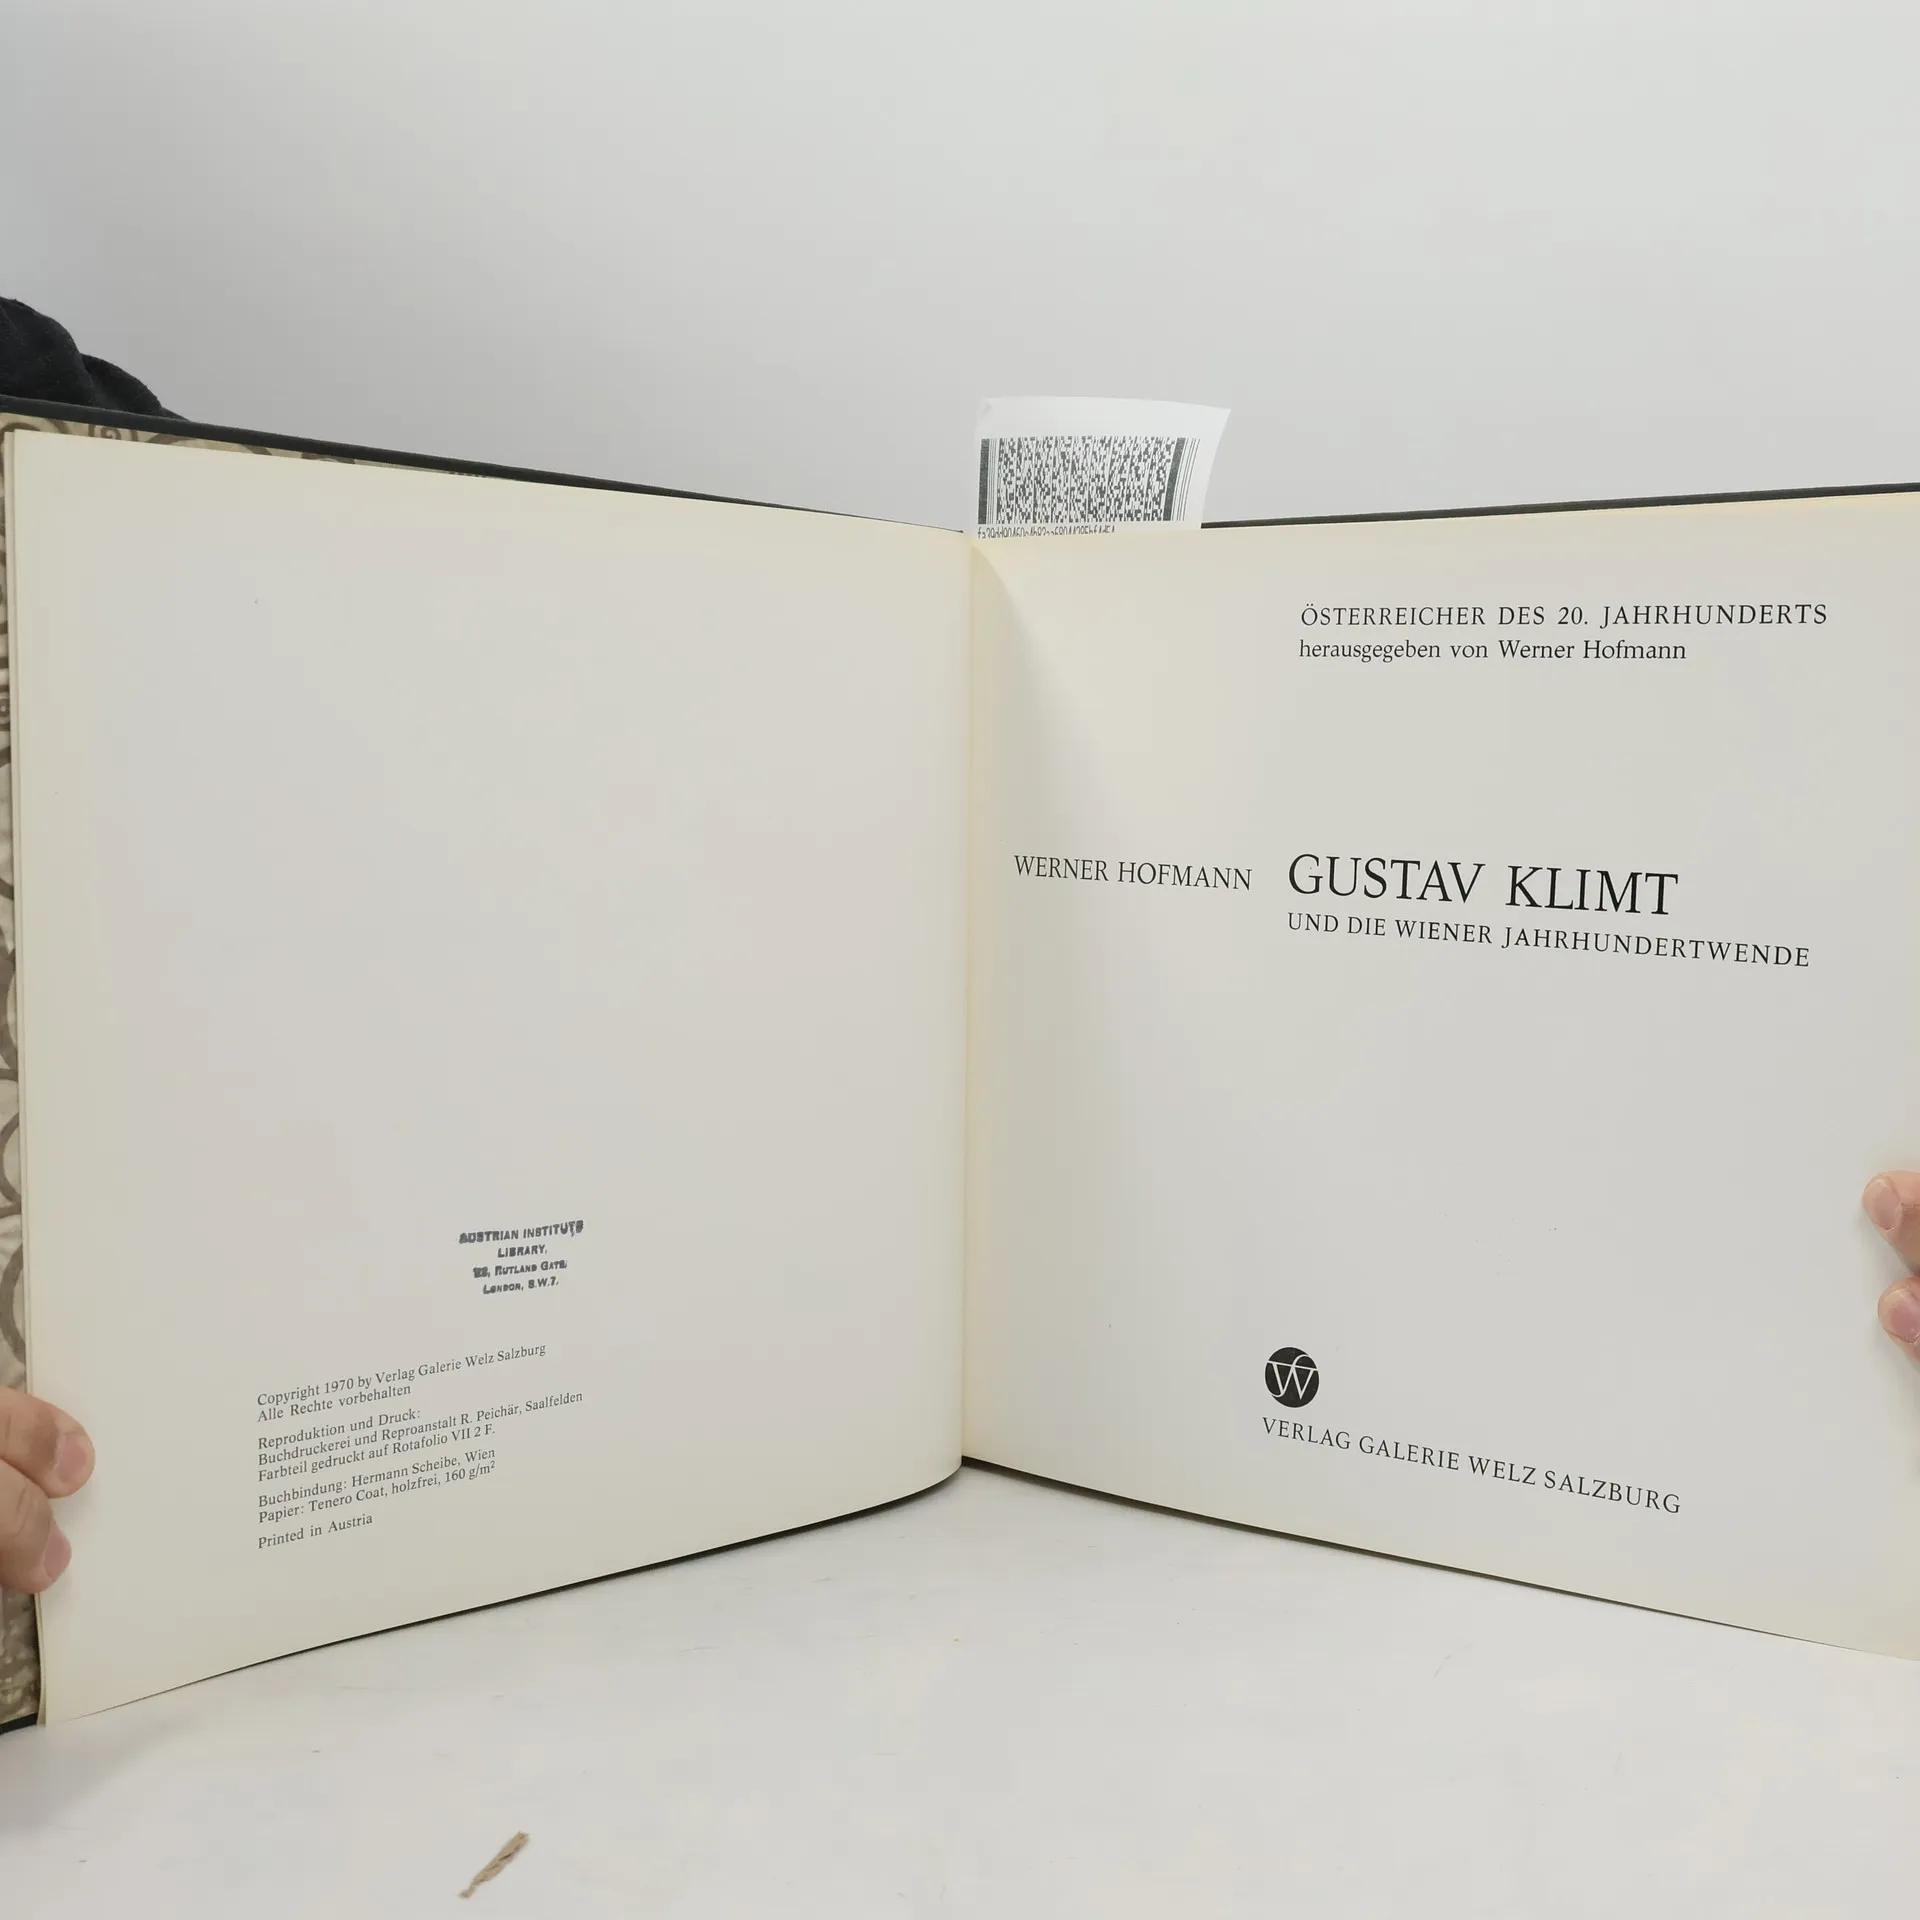 AUSTRIAN INSTITUTE
LIBRARY,
RUTLAND GATE,
LONDON, S.W.7.
Copyright 1970 by Verlag Galerie Welz Salzburg
Alle Rechte vorbehalten
Reproduktion und Druck:
Buchdruckerei und Reproanstalt R. Peichär, Saalfelden
Farbteil gedruckt auf Rotafolio VII 2 F.
Buchbindung: Hermann Scheibe, Wien
Papier: Tenero Coat, holzfrei, 160 g/m²
Printed in Austria
ÖSTERREICHER DES 20. JAHRHUNDERTS
herausgegeben von Werner Hofmann
WERNER HOFMANN GUSTAV KLIMT
UND DIE WIENER JAHRHUNDERTWENDE
VERLAG GALERIE WELZ SALZBURG